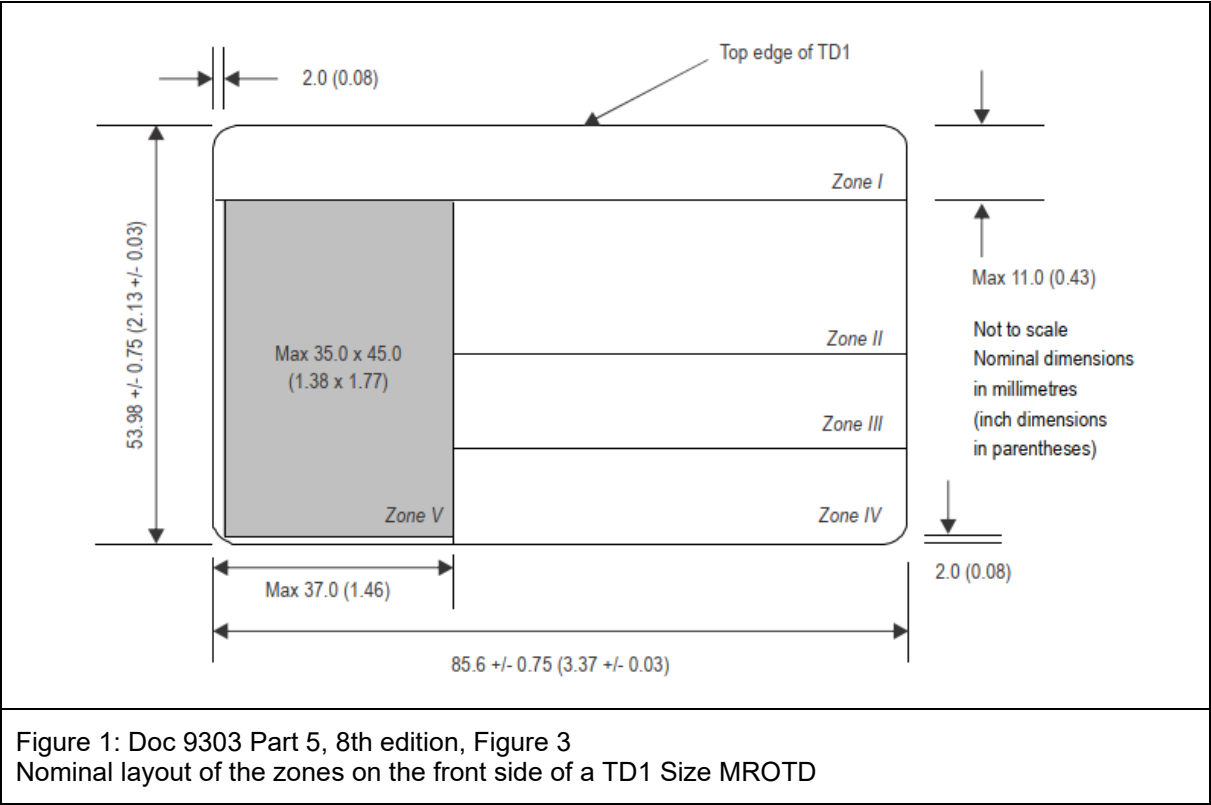 Top edge of TD1
2.0 (0.08)
Zone I
53.98 +/- 0.75 (2.13 +/- 0.03)
Max 11.0 (0.43)
Not to scale
Nominal dimensions
in millimetres
(inch dimensions
in parentheses)
Max 35.0 x 45.0
(1.38 x 1.77)
Zone II
Zone III
Zone V
Zone IV
2.0 (0.08)
Max 37.0 (1.46)
85.6 +/- 0.75 (3.37 +/- 0.03)
Figure 1: Doc 9303 Part 5, 8th edition, Figure 3
Nominal layout of the zones on the front side of a TD1 Size MROTD